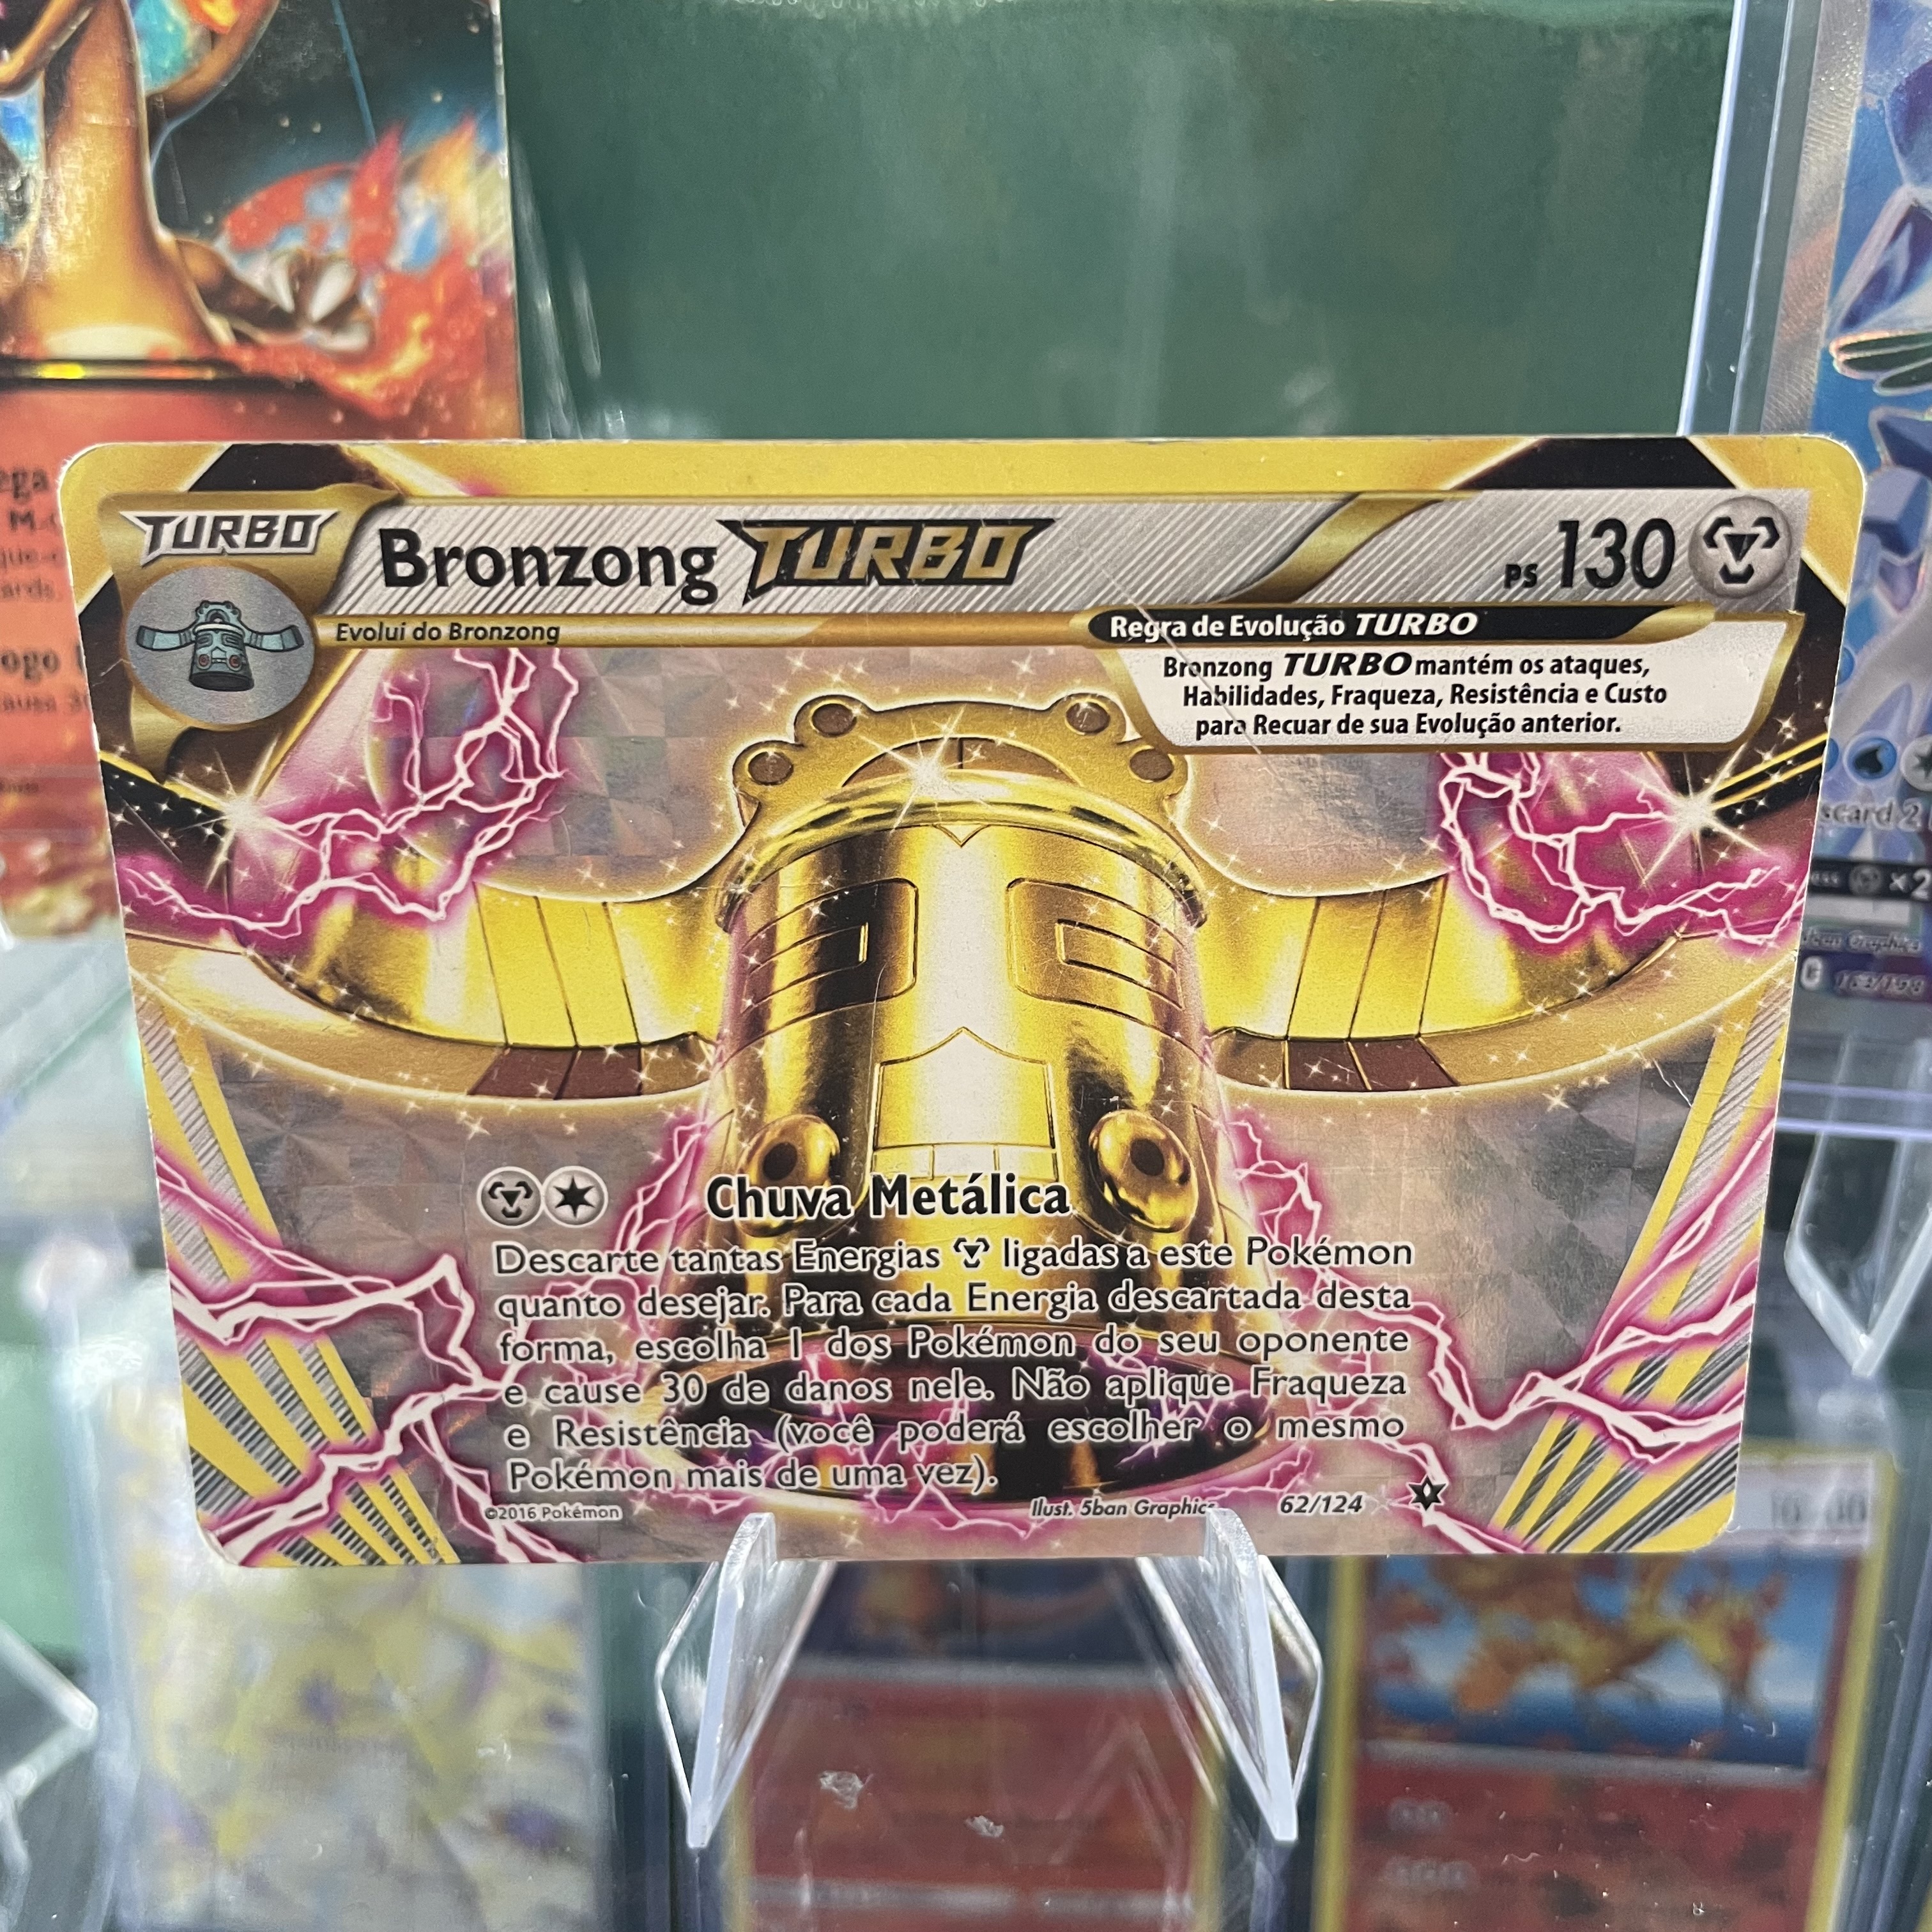 TURBO
Bronzong TURBO
PS 130
Evolui do Bronzong
Regra de Evolução TURBO
Bronzong TURBO mantém os ataques,
Habilidades, Fraqueza, Resistência e Custo
para Recuar de sua Evolução anterior.
Chuva Metálica
Descarte tantas Energias ligadas a este Pokémon
quanto desejar. Para cada Energia descartada desta
forma, escolha 1 dos Pokémon do seu oponente
e cause 30 de danos nele. Não aplique Fraqueza
e Resistência (você poderá escolher o mesmo
Pokémon mais de uma vez).
©2016 Pokémon
Ilust. 5ban Graphics
62/124